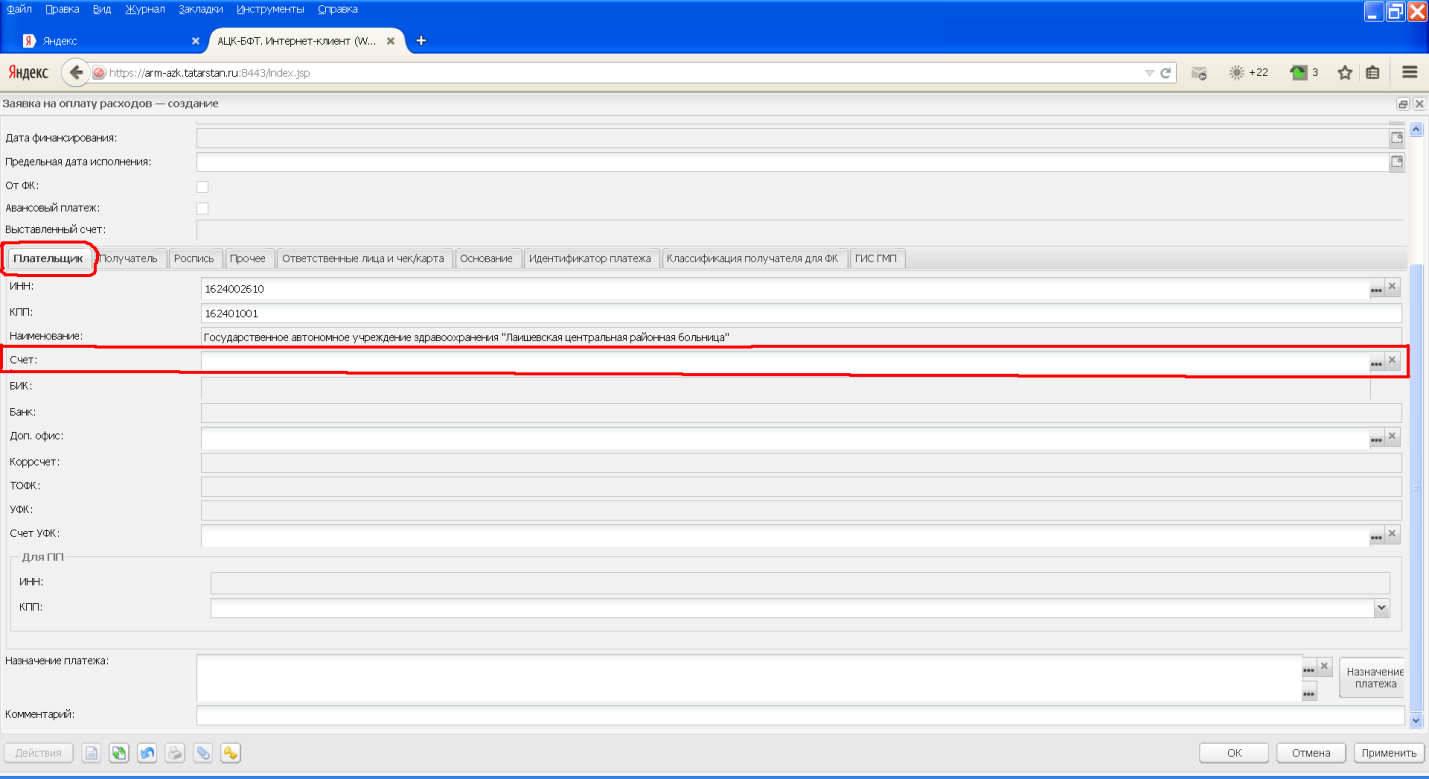 Файл Правка Вид Журнал Закладки Инструменты Справка
Я Яндекс АЦК-БФТ. Интернет-клиент (W...
Яндекс https://arm-azk.tatarstan.ru:8443/index.jsp +22 3
Заявка на оплату расходов — создание
Дата финансирования:
Предельная дата исполнения:
От ФК:
Авансовый платеж:
Выставленный счет:
Плательщик Получатель Роспись Прочее Ответственные лица и чек/карта Основание Идентификатор платежа Классификация получателя для ФК ГИС ГМП
ИНН: 1624002610
КПП: 162401001
Наименование: Государственное автономное учреждение здравоохранения "Лаишевская центральная районная больница"
Счет:
БИК:
Банк:
Доп. офис:
Коррсчет:
ТОФК:
УФК:
Счет УФК:
Для ПП
ИНН:
КПП:
Назначение платежа:
Назначение
платежа
Комментарий:
Действия ОК Отмена Применить